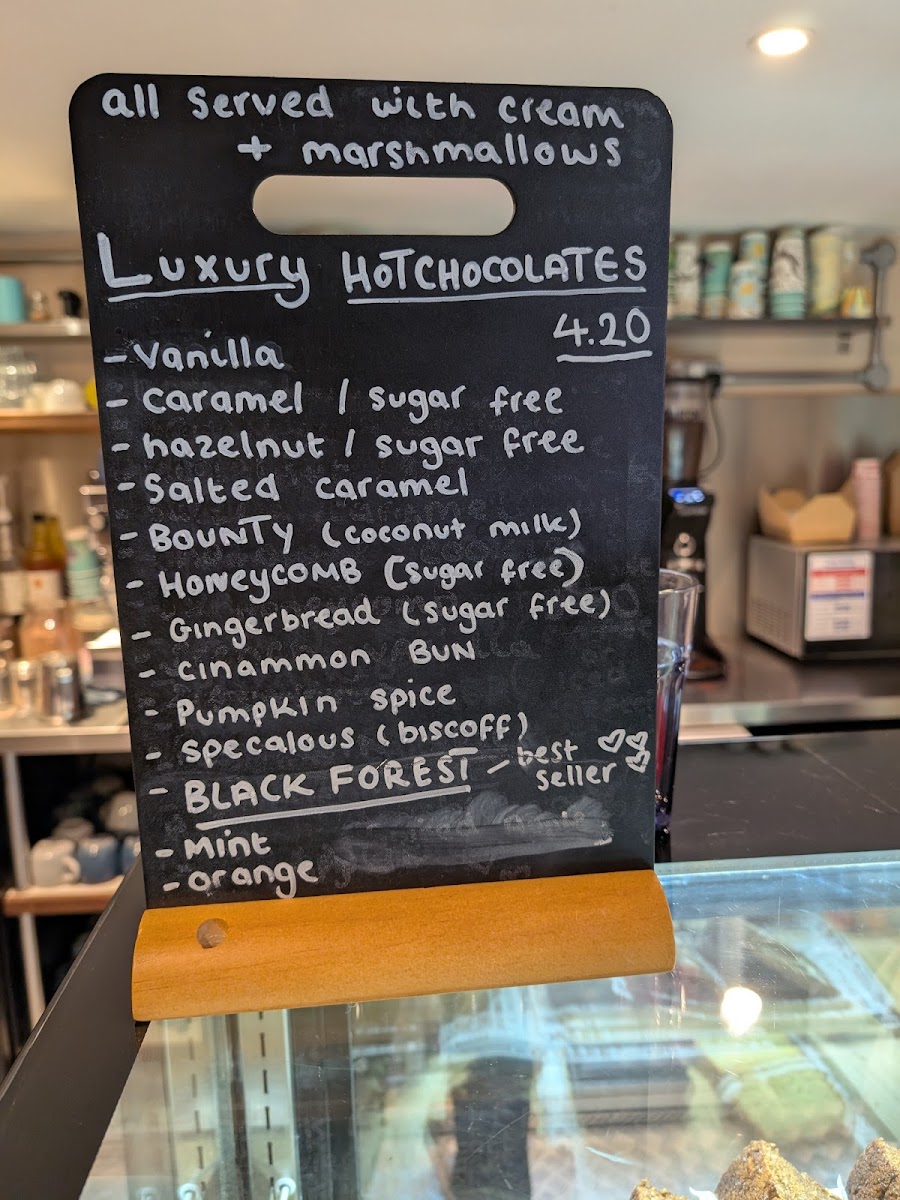 all served with cream
+ marshmallows
Luxury HOTCHOCOLATES
4.20
- Vanilla
- caramel / sugar free
- hazelnut / sugar free
- Salted caramel
- BOUNTY (coconut milk)
- HONEYCOMB (sugar free)
- Gingerbread (sugar free)
- cinammon BUN
- Pumpkin spice
- specalous (biscoff)
- BLACK FOREST - best seller
- Mint
- orange